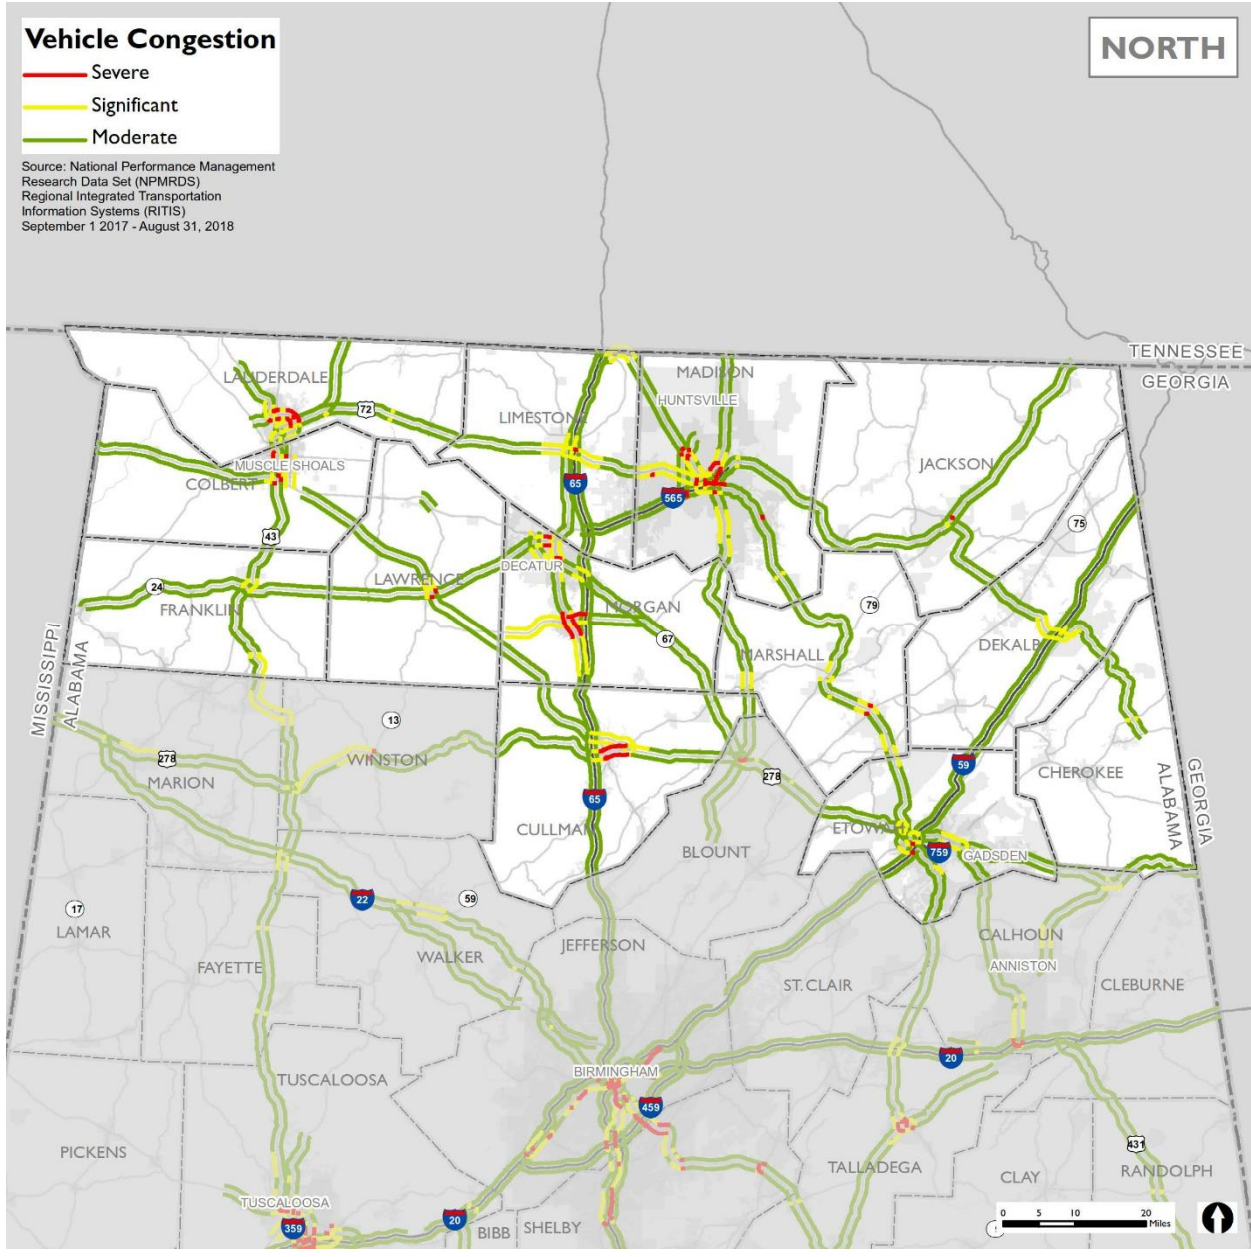 Vehicle Congestion
Severe
Significant
Moderate
Source: National Performance Management
Research Data Set (NPMRDS)
Regional Integrated Transportation
Information Systems (RITIS)
September 1 2017 - August 31, 2018
NORTH
TENNESSEE
GEORGIA
LAUDERDALE
72
LIMESTONE
MADISON
HUNTSVILLE
MUSCLE SHOALS
COLBERT
65
565
JACKSON
75
43
DECATUR
24
FRANKLIN
LAWRENCE
MORGAN
67
79
MARSHALL
DEKALB
MISSISSIPPI
ALABAMA
13
278
WINSTON
MARION
278
59
CHEROKEE
GEORGIA
ALABAMA
65
CULLMAN
BLOUNT
ETOWAH
759
GADSDEN
22
59
17
LAMAR
FAYETTE
WALKER
JEFFERSON
CALHOUN
ANNISTON
ST. CLAIR
CLEBURNE
TUSCALOOSA
BIRMINGHAM
20
459
PICKENS
TALLADEGA
431
CLAY
RANDOLPH
TUSCALOOSA
359
20
BIBB
SHELBY
0 5 10 20
Miles